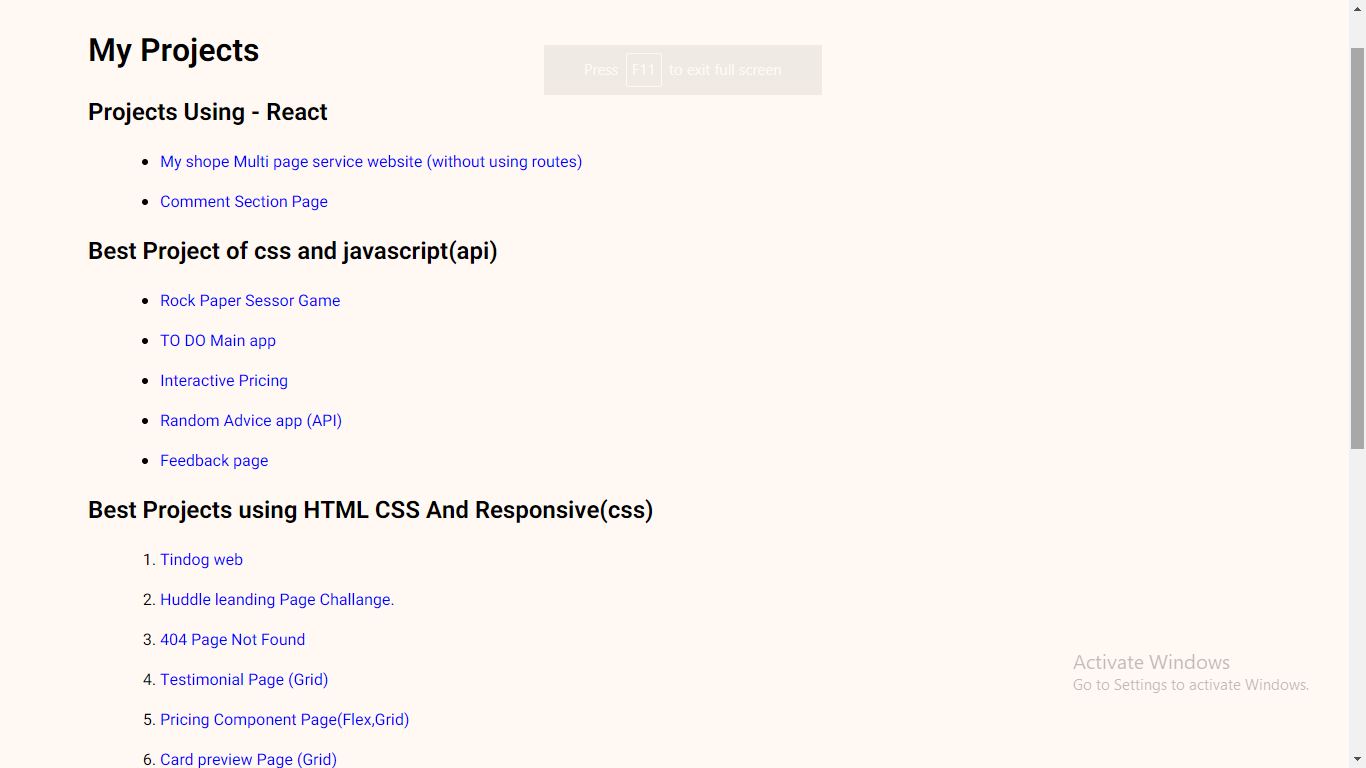 My Projects
Press F11 to exit full screen
Projects Using - React
My shope Multi page service website (without using routes)
Comment Section Page
Best Project of css and javascript(api)
Rock Paper Sessor Game
TO DO Main app
Interactive Pricing
Random Advice app (API)
Feedback page
Best Projects using HTML CSS And Responsive(css)
1. Tindog web
2. Huddle leanding Page Challange.
3. 404 Page Not Found
4. Testimonial Page (Grid)
5. Pricing Component Page(Flex,Grid)
6. Card preview Page (Grid)
Activate Windows
Go to Settings to activate Windows.